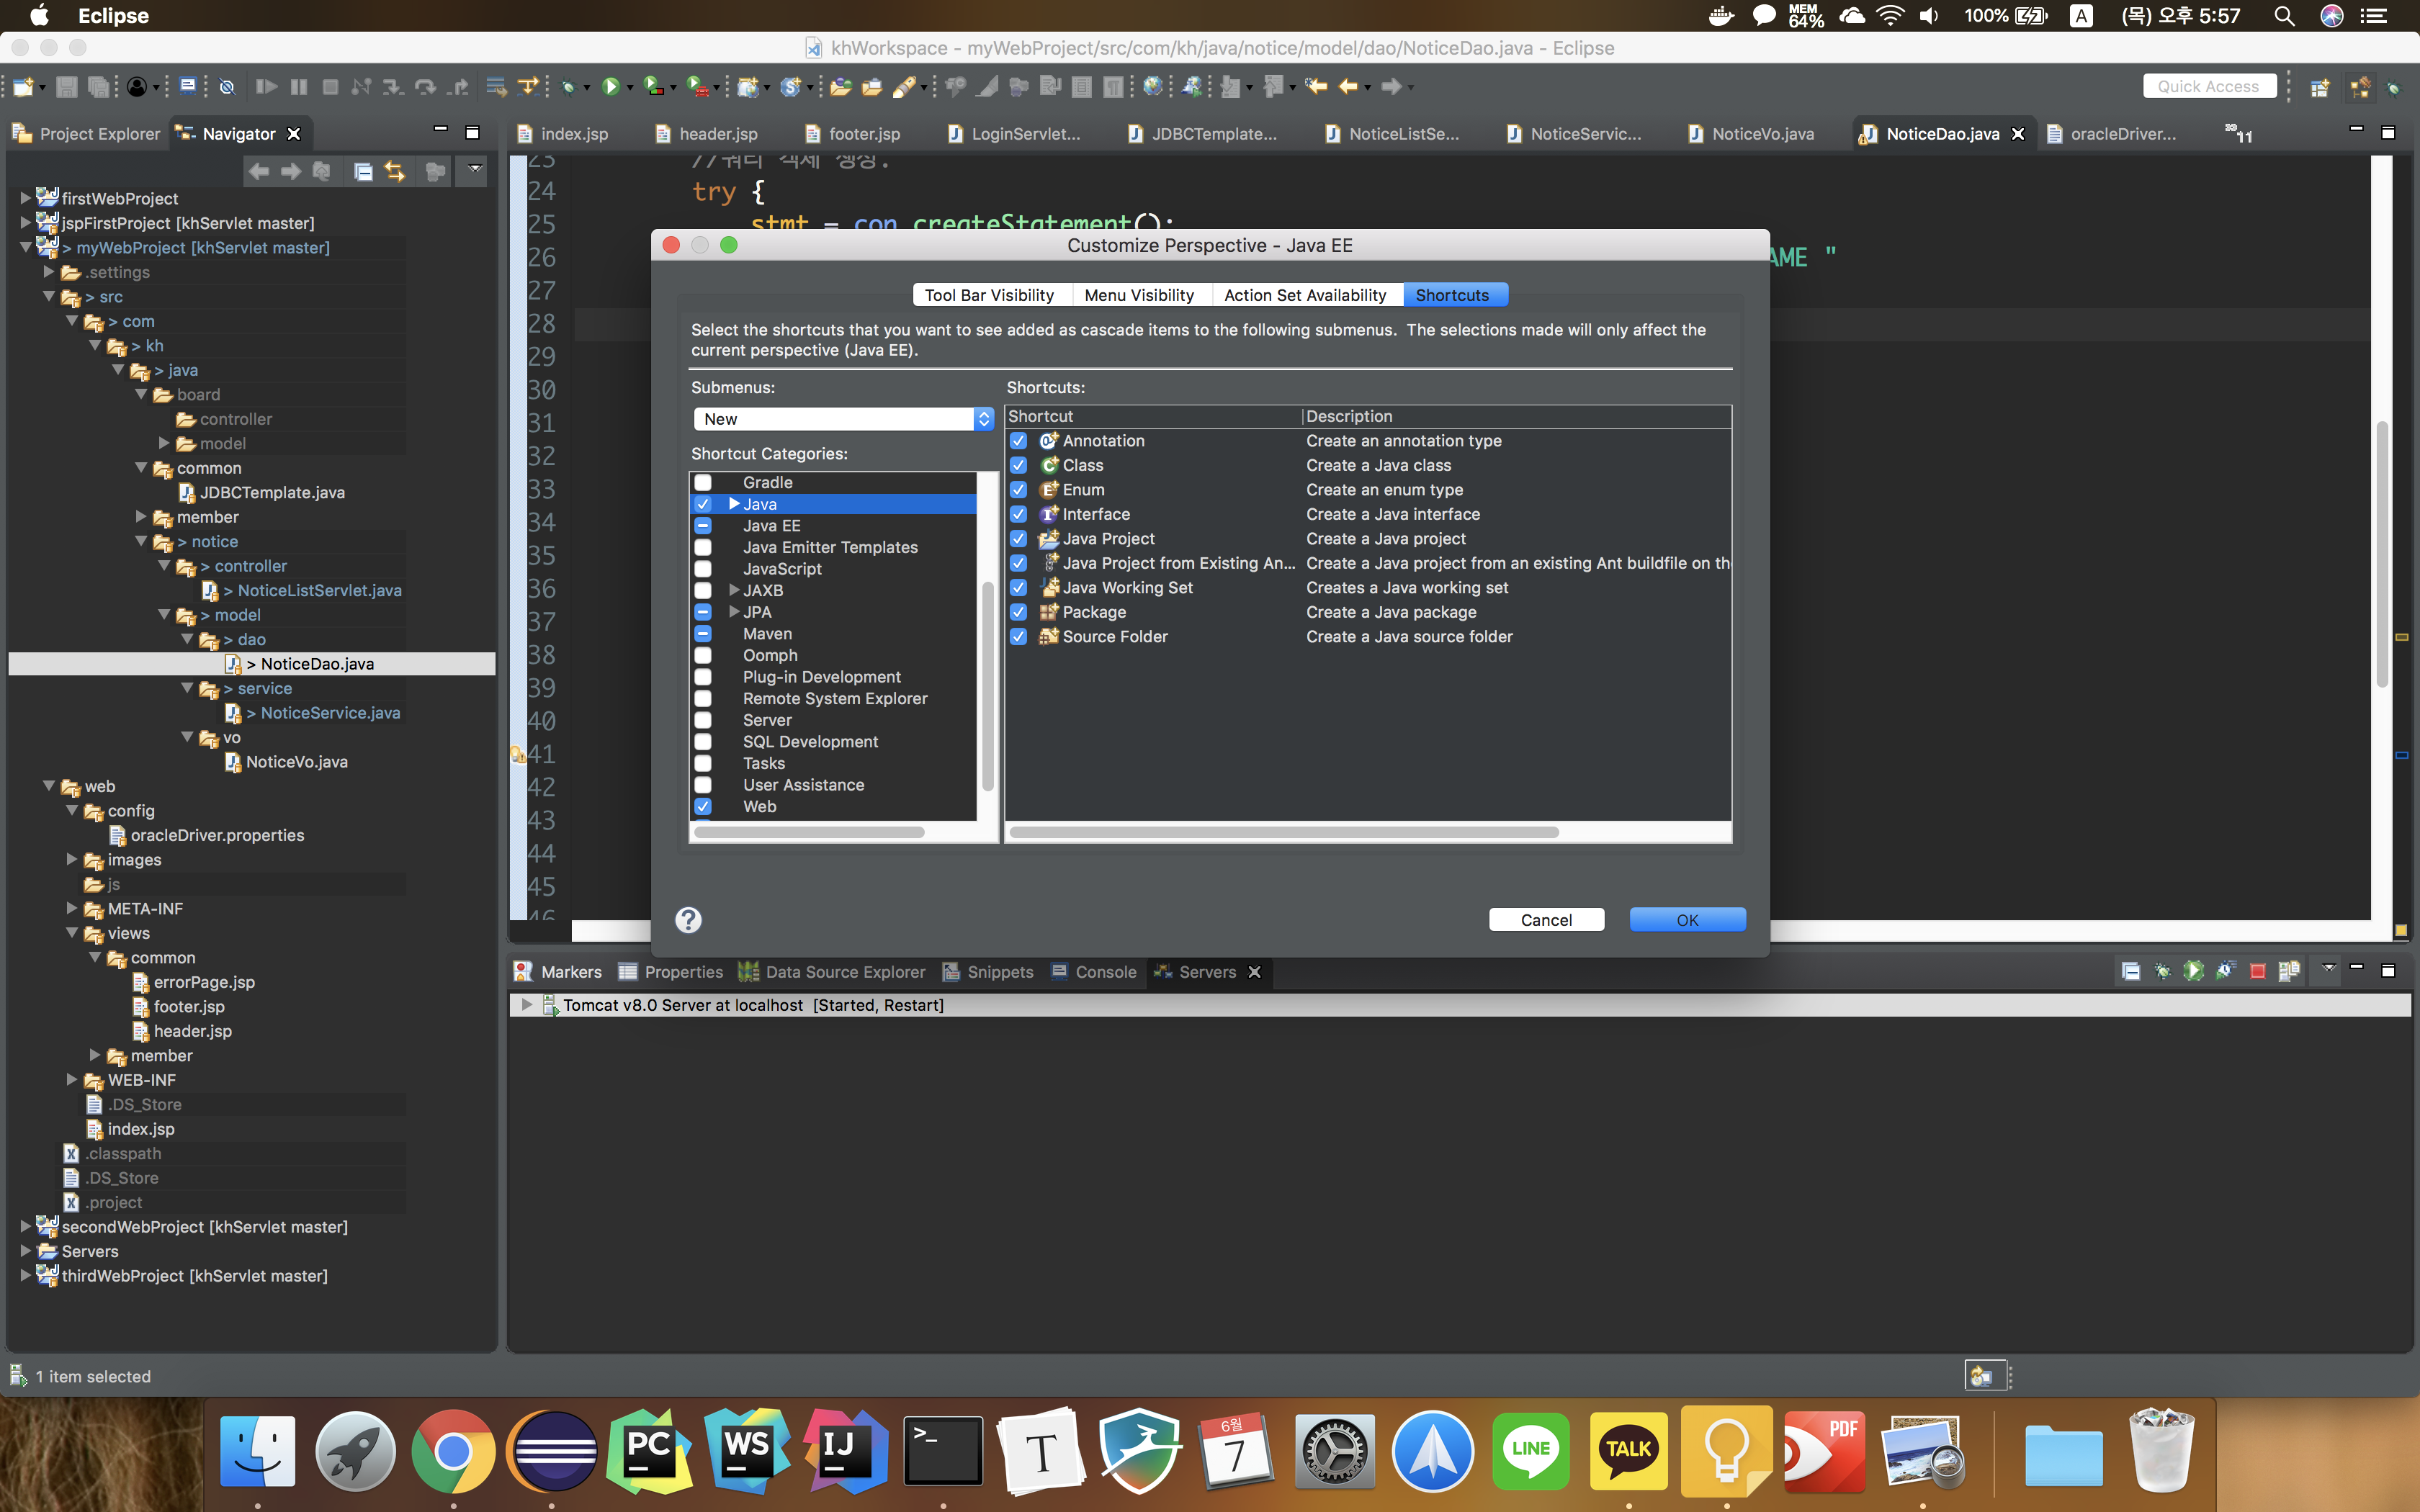 Eclipse
MEM
64%
100%
A
(목) 오후 5:57
khWorkspace - myWebProject/src/com/kh/java/notice/model/dao/NoticeDao.java - Eclipse
Quick Access
Project Explorer
Navigator
index.jsp
header.jsp
footer.jsp
LoginServlet...
JDBCTemplate...
NoticeListSe...
NoticeServic...
NoticeVo.java
NoticeDao.java
oracleDriver...
11
firstWebProject
jspFirstProject [khServlet master]
> myWebProject [khServlet master]
.settings
> src
> com
> kh
> java
board
controller
model
common
JDBCTemplate.java
member
> notice
> controller
> NoticeListServlet.java
> model
> dao
> NoticeDao.java
> service
> NoticeService.java
vo
NoticeVo.java
web
config
oracleDriver.properties
images
js
META-INF
views
common
errorPage.jsp
footer.jsp
header.jsp
member
WEB-INF
.DS_Store
index.jsp
.classpath
.DS_Store
.project
secondWebProject [khServlet master]
Servers
thirdWebProject [khServlet master]
23 //쿼리 객체 생성.
24 try {
25 stmt = con.createStatement();
26 AME "
27
28
29
30
31
32
33
34
35
36
37
38
39
40
41
42
43
44
45
46
Customize Perspective - Java EE
Tool Bar Visibility
Menu Visibility
Action Set Availability
Shortcuts
Select the shortcuts that you want to see added as cascade items to the following submenus. The selections made will only affect the
current perspective (Java EE).
Submenus:
New
Shortcut Categories:
Gradle
Java
Java EE
Java Emitter Templates
JavaScript
JAXB
JPA
Maven
Oomph
Plug-in Development
Remote System Explorer
Server
SQL Development
Tasks
User Assistance
Web
Shortcuts:
Shortcut Description
Annotation Create an annotation type
Class Create a Java class
Enum Create an enum type
Interface Create a Java interface
Java Project Create a Java project
Java Project from Existing An... Create a Java project from an existing Ant buildfile on th
Java Working Set Creates a Java working set
Package Create a Java package
Source Folder Create a Java source folder
?
Cancel
OK
Markers
Properties
Data Source Explorer
Snippets
Console
Servers
Tomcat v8.0 Server at localhost [Started, Restart]
1 item selected
PC
WS
IJ
>_
T
6월
7
LINE
TALK
PDF